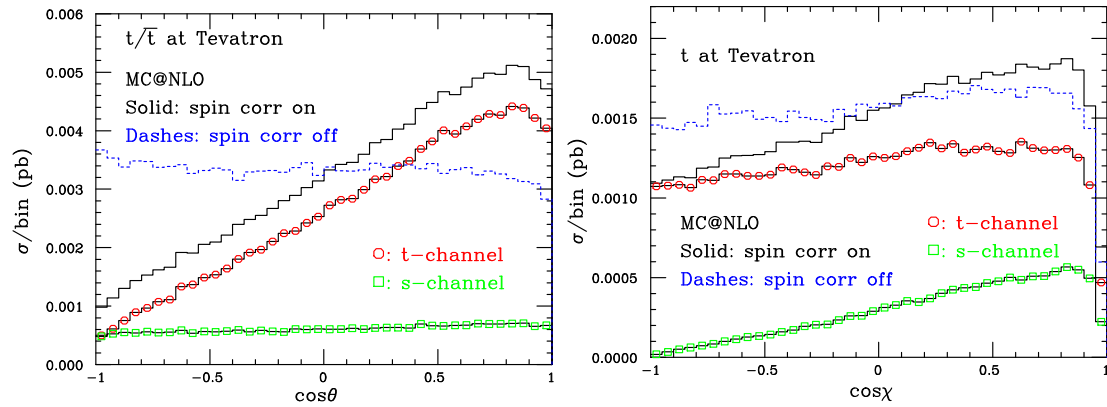 t/t̅ at Tevatron
MC@NLO
Solid: spin corr on
Dashes: spin corr off
○: t-channel
□: s-channel
σ/bin (pb)
0.006
0.005
0.004
0.003
0.002
0.001
0.000
-1
-0.5
0
0.5
1
cosθ
t at Tevatron
MC@NLO
Solid: spin corr on
Dashes: spin corr off
○: t-channel
□: s-channel
σ/bin (pb)
0.0020
0.0015
0.0010
0.0005
0.0000
-1
-0.5
0
0.5
1
cosχ